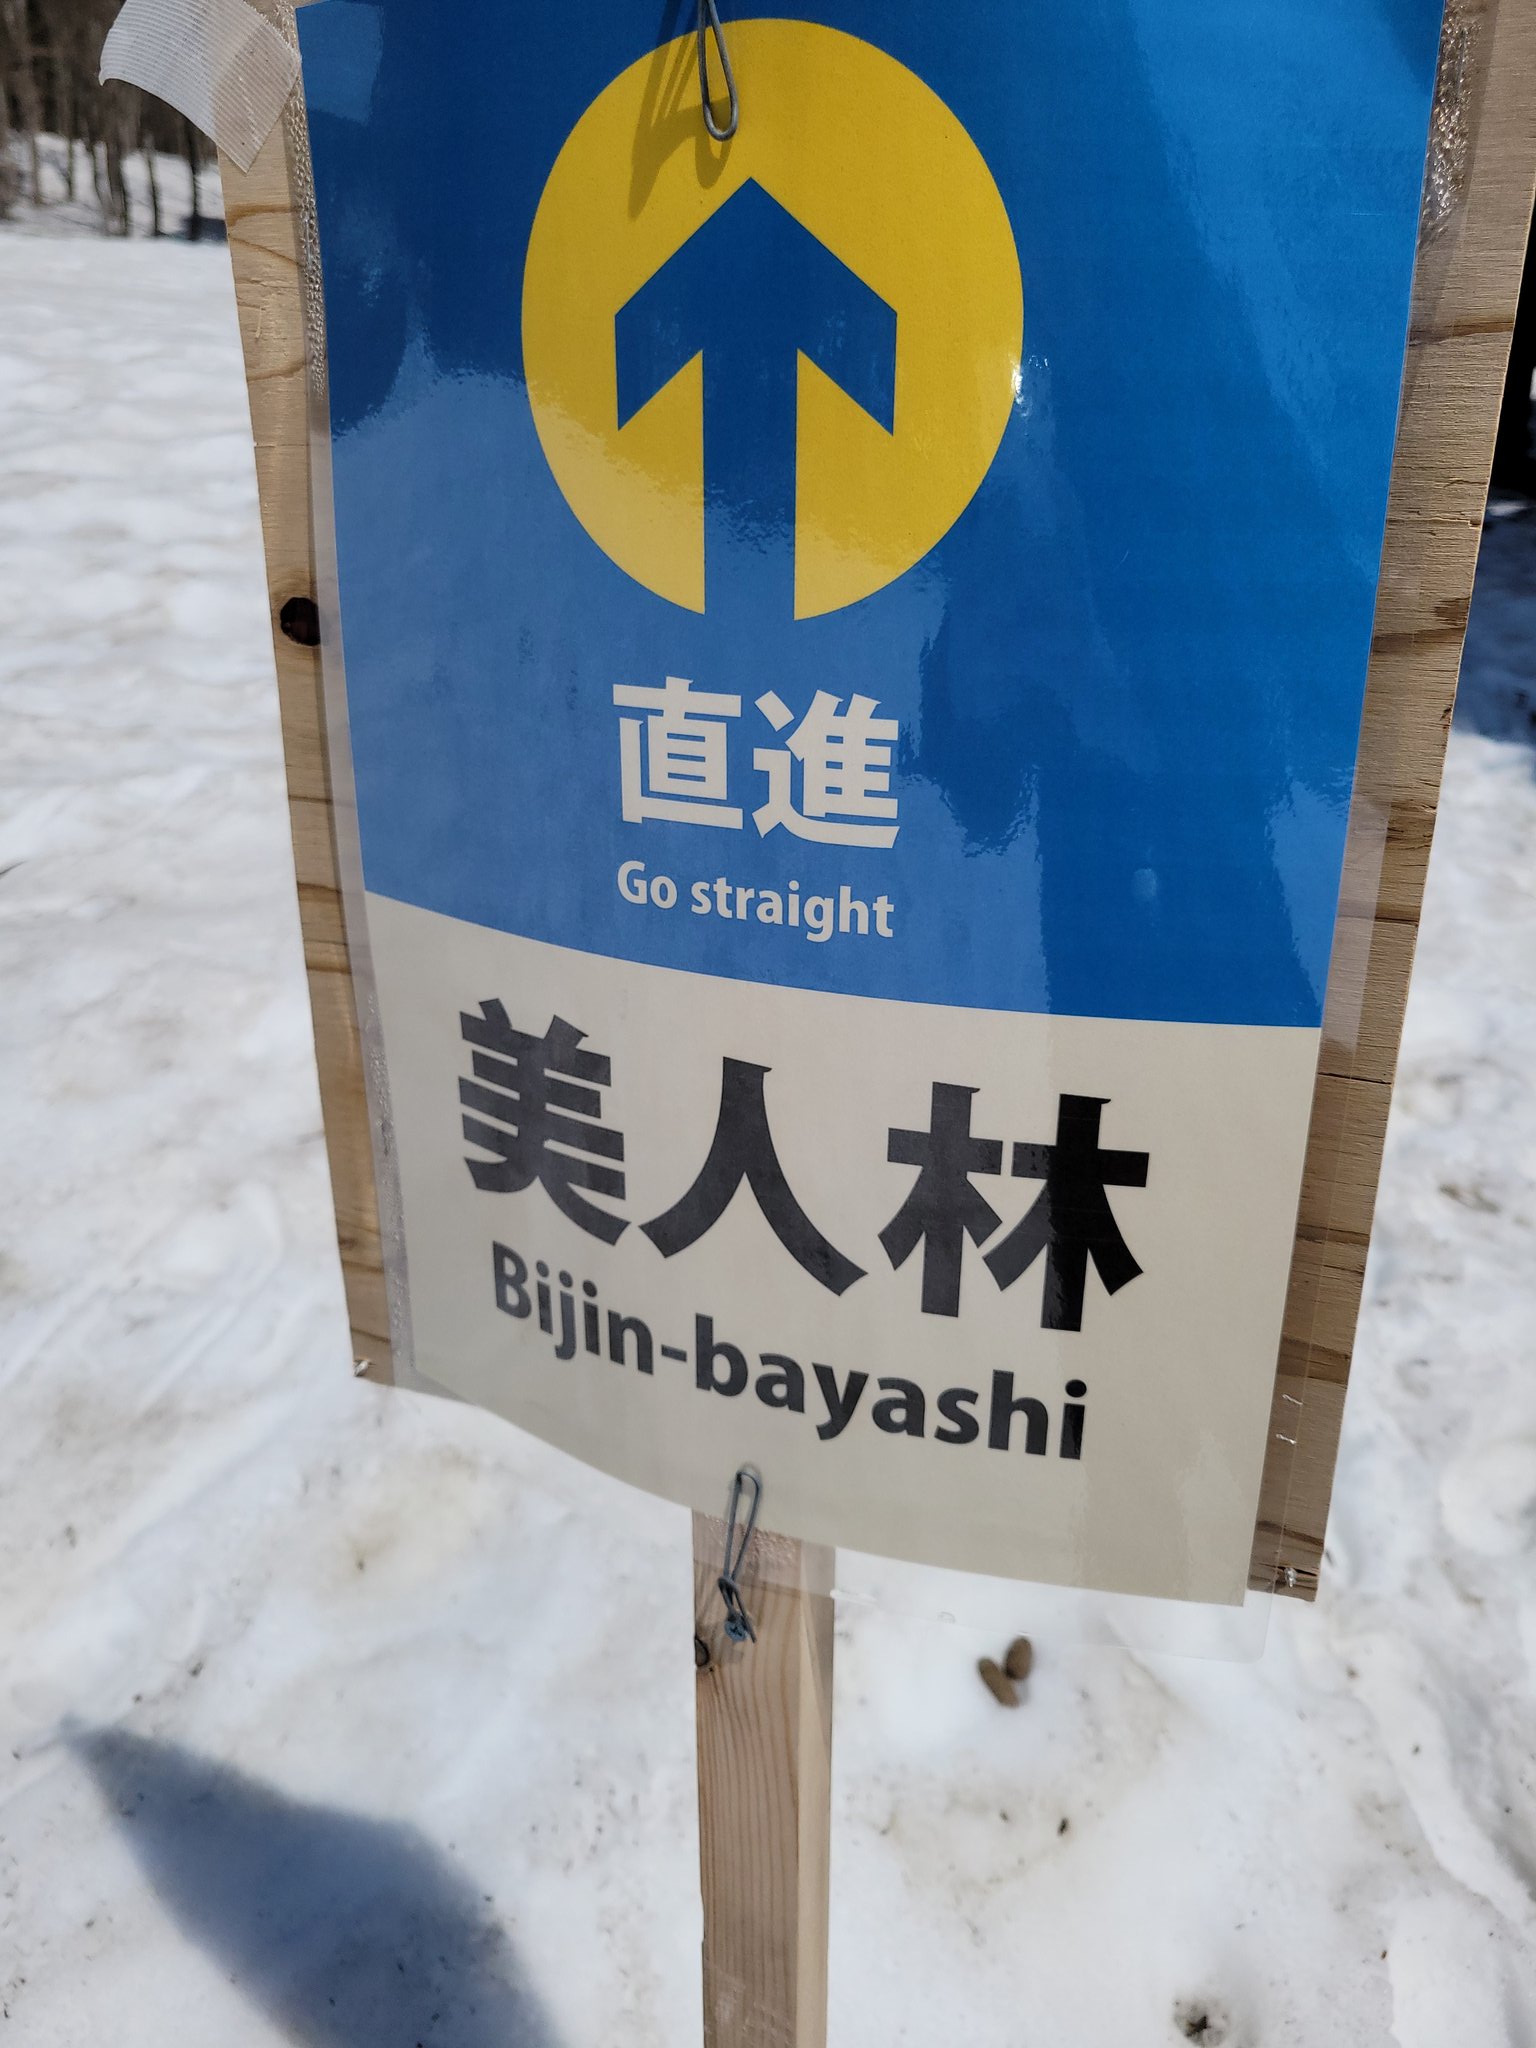 直進
Go straight
美人林
Bijin-bayashi